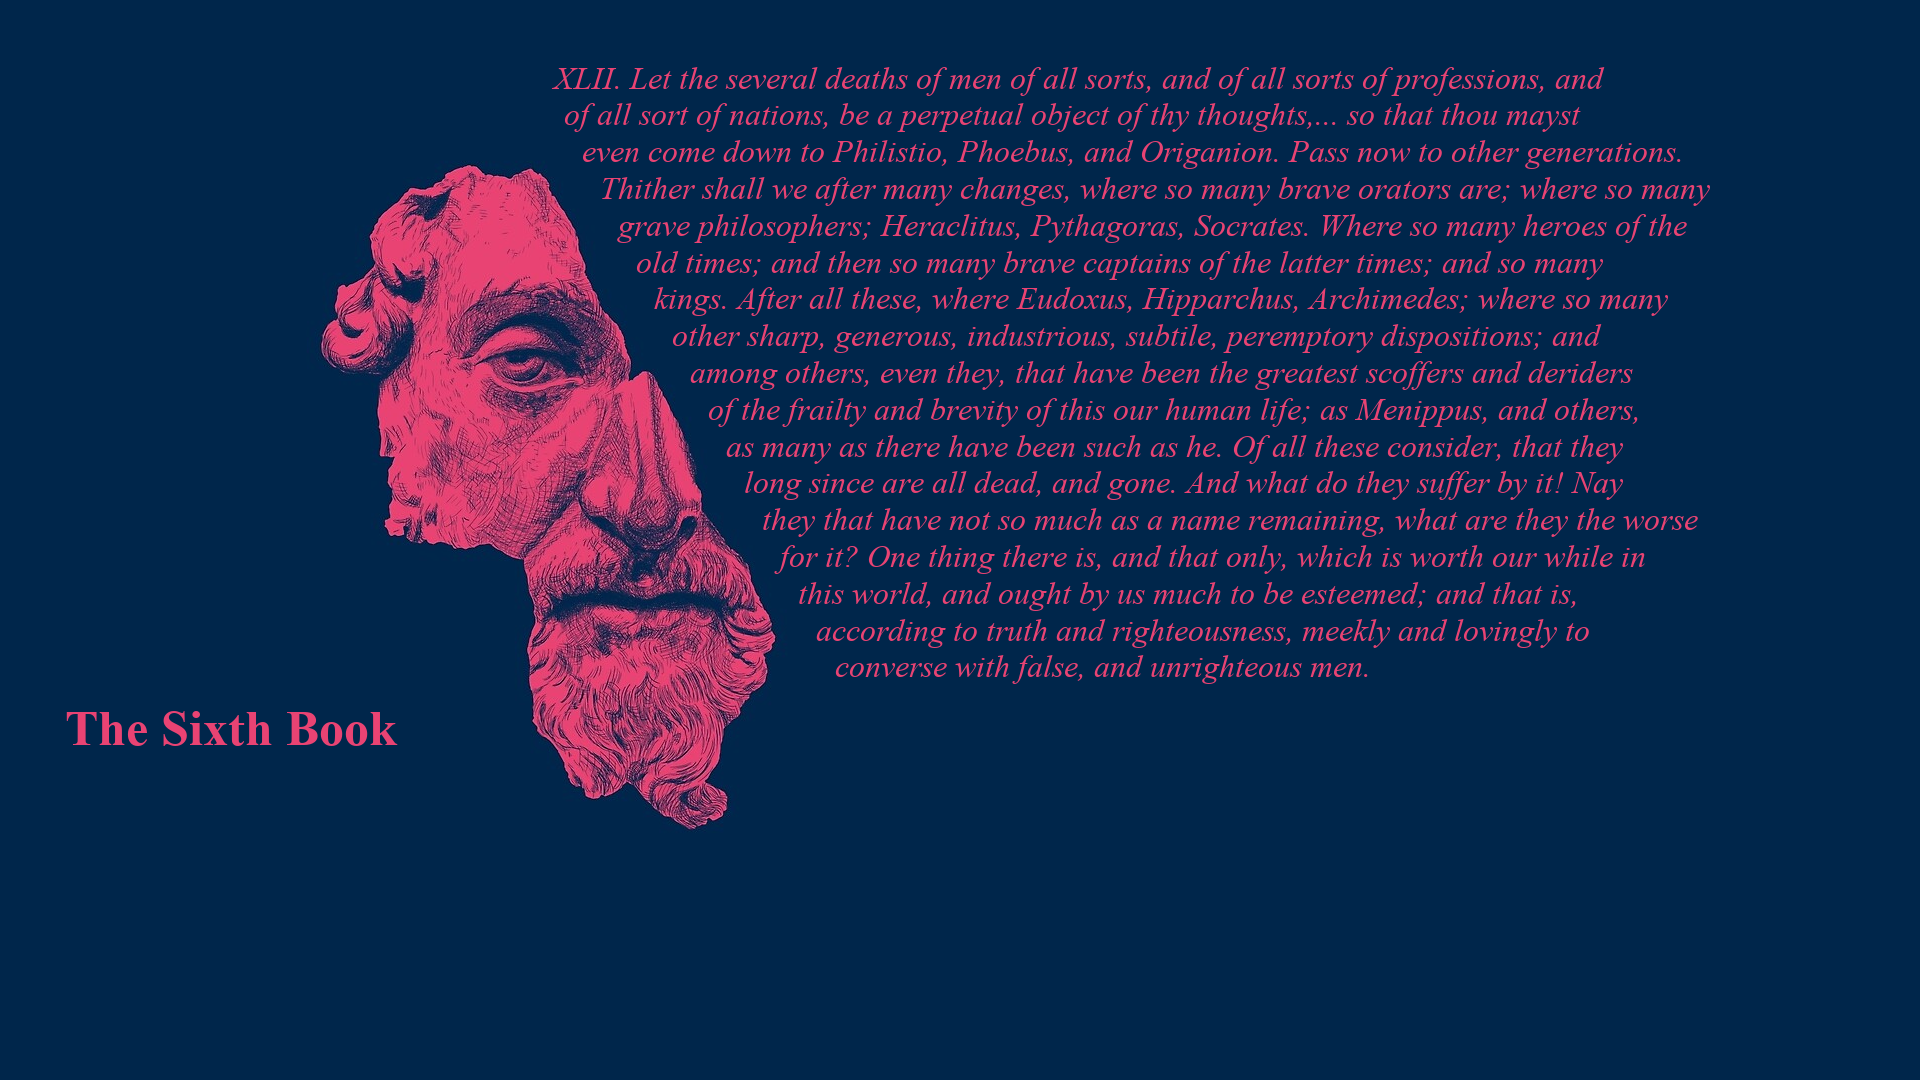 XLII. Let the several deaths of men of all sorts, and of all sorts of professions, and
of all sort of nations, be a perpetual object of thy thoughts,... so that thou mayst
even come down to Philistio, Phoebus, and Origanion. Pass now to other generations.
Thither shall we after many changes, where so many brave orators are; where so many
grave philosophers; Heraclitus, Pythagoras, Socrates. Where so many heroes of the
old times; and then so many brave captains of the latter times; and so many
kings. After all these, where Eudoxus, Hipparchus, Archimedes; where so many
other sharp, generous, industrious, subtile, peremptory dispositions; and
among others, even they, that have been the greatest scoffers and deriders
of the frailty and brevity of this our human life; as Menippus, and others,
as many as there have been such as he. Of all these consider, that they
long since are all dead, and gone. And what do they suffer by it! Nay
they that have not so much as a name remaining, what are they the worse
for it? One thing there is, and that only, which is worth our while in
this world, and ought by us much to be esteemed; and that is,
according to truth and righteousness, meekly and lovingly to
converse with false, and unrighteous men.
The Sixth Book